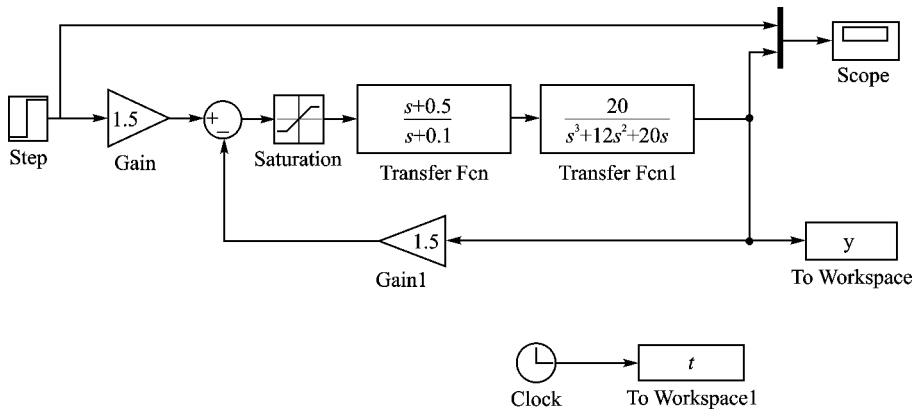 Scope
1.5
+
−
s+0.5
s+0.1
20
s³+12s²+20s
Step
Gain
Saturation
Transfer Fcn
Transfer Fcn1
1.5
Gain1
y
To Workspace
t
Clock
To Workspace1